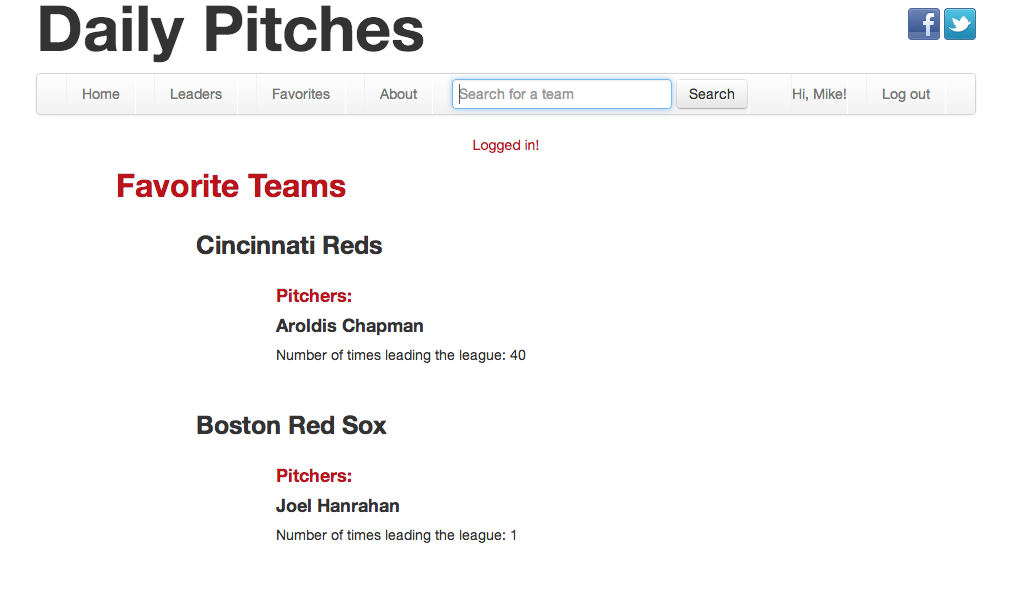 Daily Pitches
f
Home Leaders Favorites About Search for a team Search Hi, Mike! Log out
Logged in!
Favorite Teams
Cincinnati Reds
Pitchers:
Aroldis Chapman
Number of times leading the league: 40
Boston Red Sox
Pitchers:
Joel Hanrahan
Number of times leading the league: 1